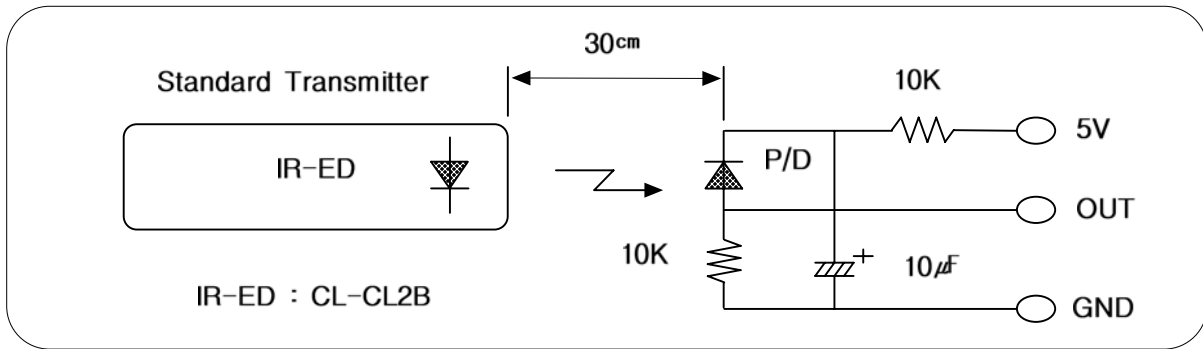 30cm
Standard Transmitter
10K
5V
IR-ED
P/D
OUT
10K
+
10㎌
IR-ED : CL-CL2B
GND